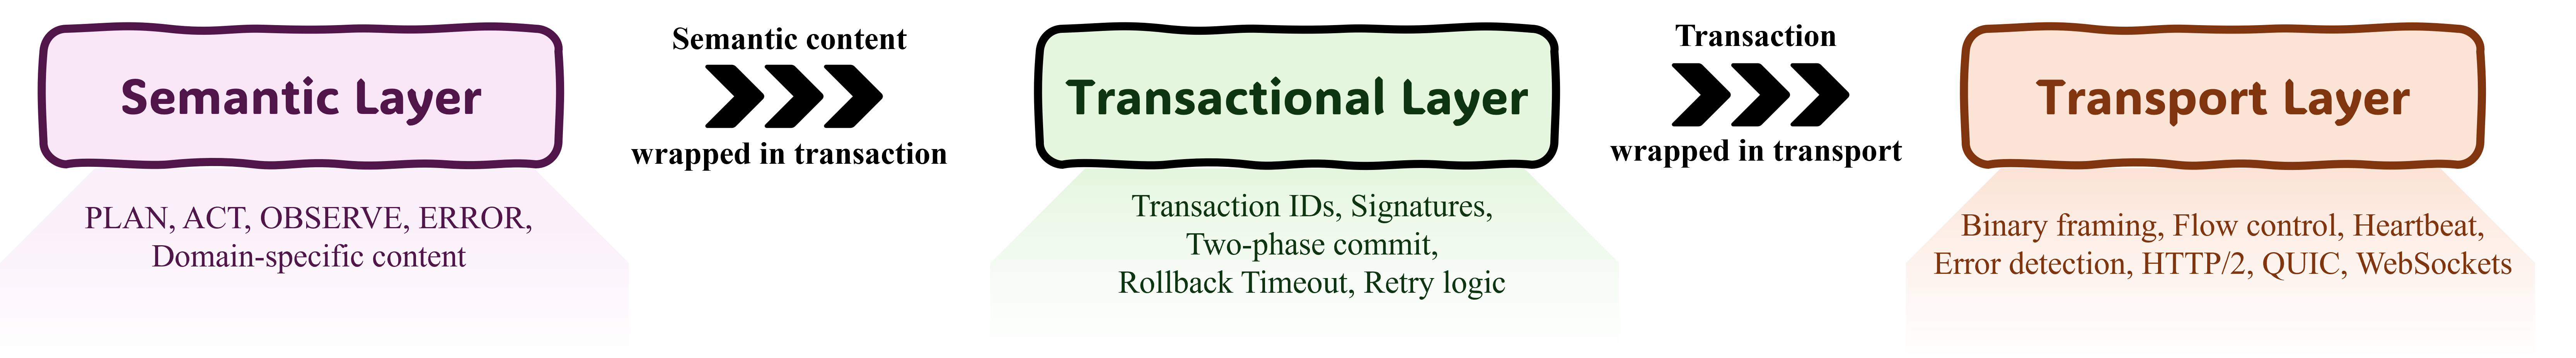 Semantic Layer
PLAN, ACT, OBSERVE, ERROR,
Domain-specific content
Semantic content
wrapped in transaction
Transactional Layer
Transaction IDs, Signatures,
Two-phase commit,
Rollback Timeout, Retry logic
Transaction
wrapped in transport
Transport Layer
Binary framing, Flow control, Heartbeat,
Error detection, HTTP/2, QUIC, WebSockets